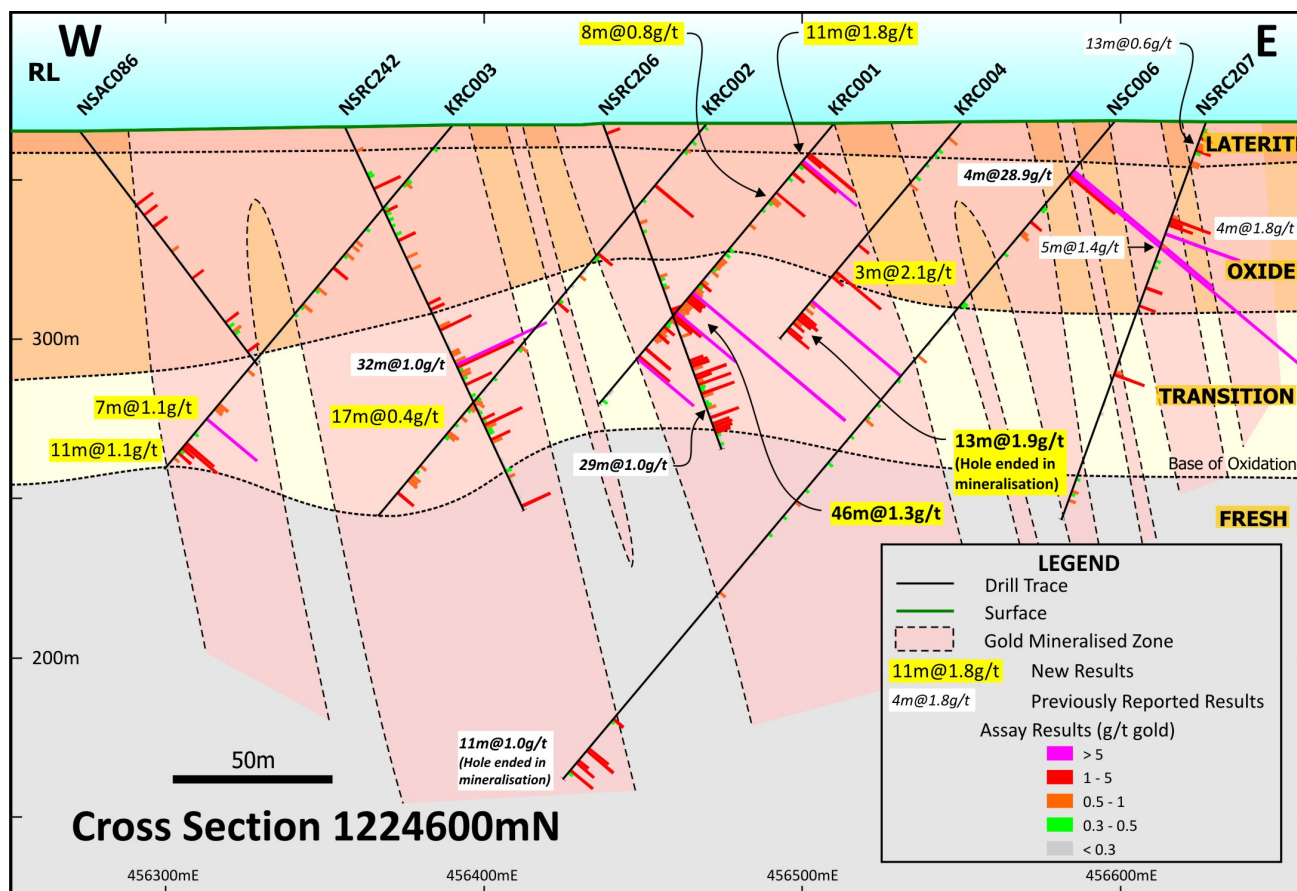 W
E
RL
NSAC086
NSRC242
KRC003
NSRC206
KRC002
KRC001
KRC004
NSC006
NSRC207
8m@0.8g/t
11m@1.8g/t
13m@0.6g/t
LATERITE
4m@28.9g/t
4m@1.8g/t
5m@1.4g/t
OXIDE
3m@2.1g/t
300m
32m@1.0g/t
TRANSITION
7m@1.1g/t
17m@0.4g/t
11m@1.1g/t
13m@1.9g/t
(Hole ended in
mineralisation)
29m@1.0g/t
Base of Oxidation
46m@1.3g/t
FRESH
200m
11m@1.0g/t
(Hole ended in
mineralisation)
50m
Cross Section 1224600mN
LEGEND
Drill Trace
Surface
Gold Mineralised Zone
11m@1.8g/t New Results
4m@1.8g/t Previously Reported Results
Assay Results (g/t gold)
> 5
1 - 5
0.5 - 1
0.3 - 0.5
< 0.3
456300mE
456400mE
456500mE
456600mE